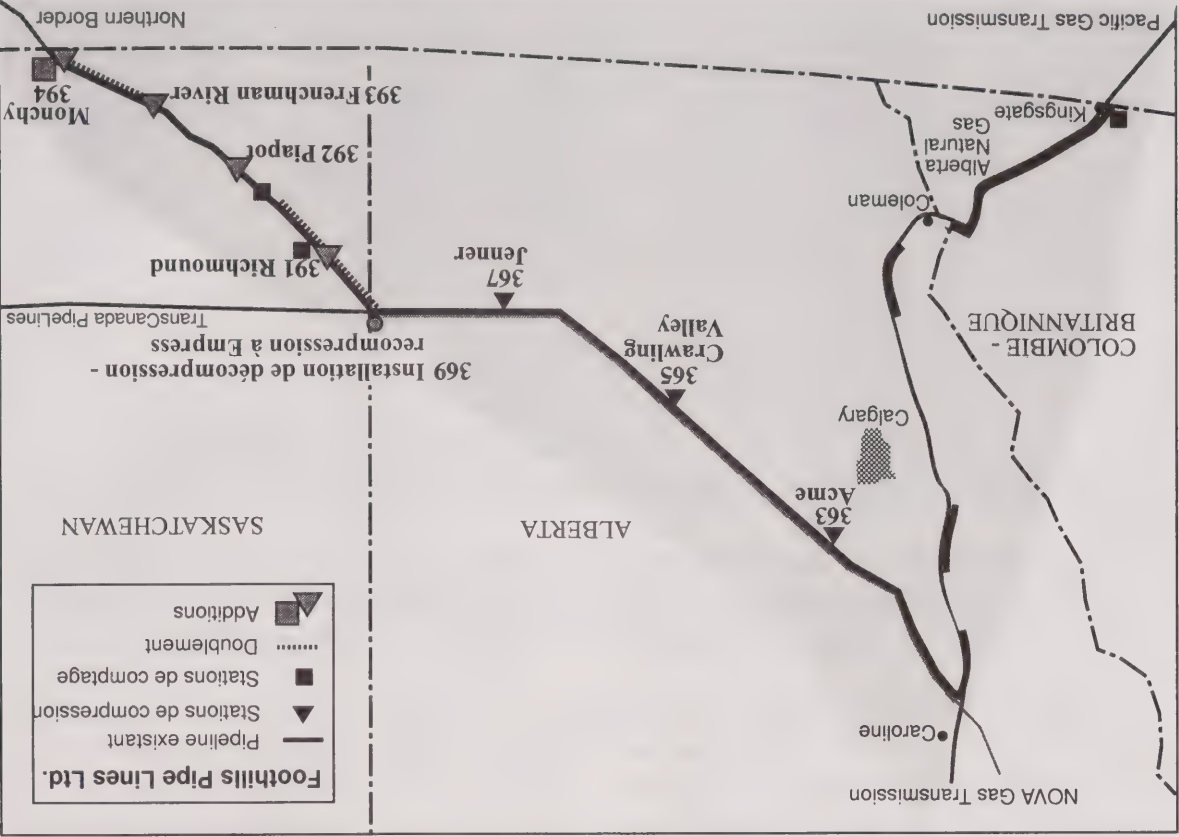 NOVA Gas Transmission
Caroline
Foothills Pipe Lines Ltd.
Pipeline existant
Stations de compression
Stations de comptage
Doublement
Additions
ALBERTA
SASKATCHEWAN
363
Acme
Calgary
365
Crawling
Valley
369 Installation de décompression -
recompression à Empress
TransCanada PipeLines
COLOMBIE -
BRITANNIQUE
367
Jenner
391 Richmound
Coleman
Alberta
Natural
Gas
Kingsgate
392 Piapot
393 Frenchman River
Monchy
394
Pacific Gas Transmission
Northern Border